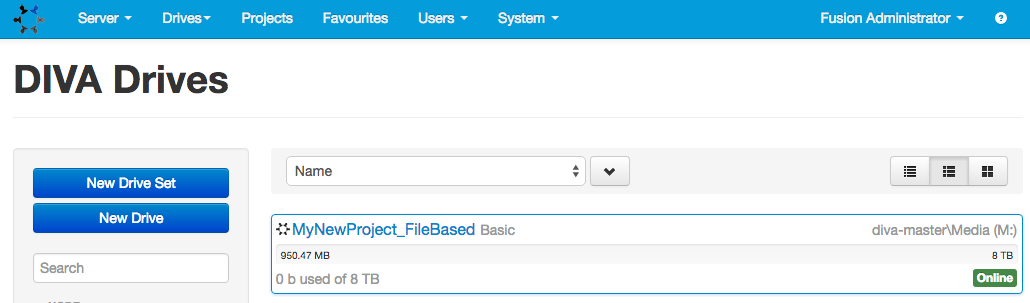 Server Drives Projects Favourites Users System Fusion Administrator
DIVA Drives
New Drive Set
New Drive
Search
Name
MyNewProject_FileBased Basic diva-master\Media (M:)
950.47 MB 8 TB
0 b used of 8 TB Online